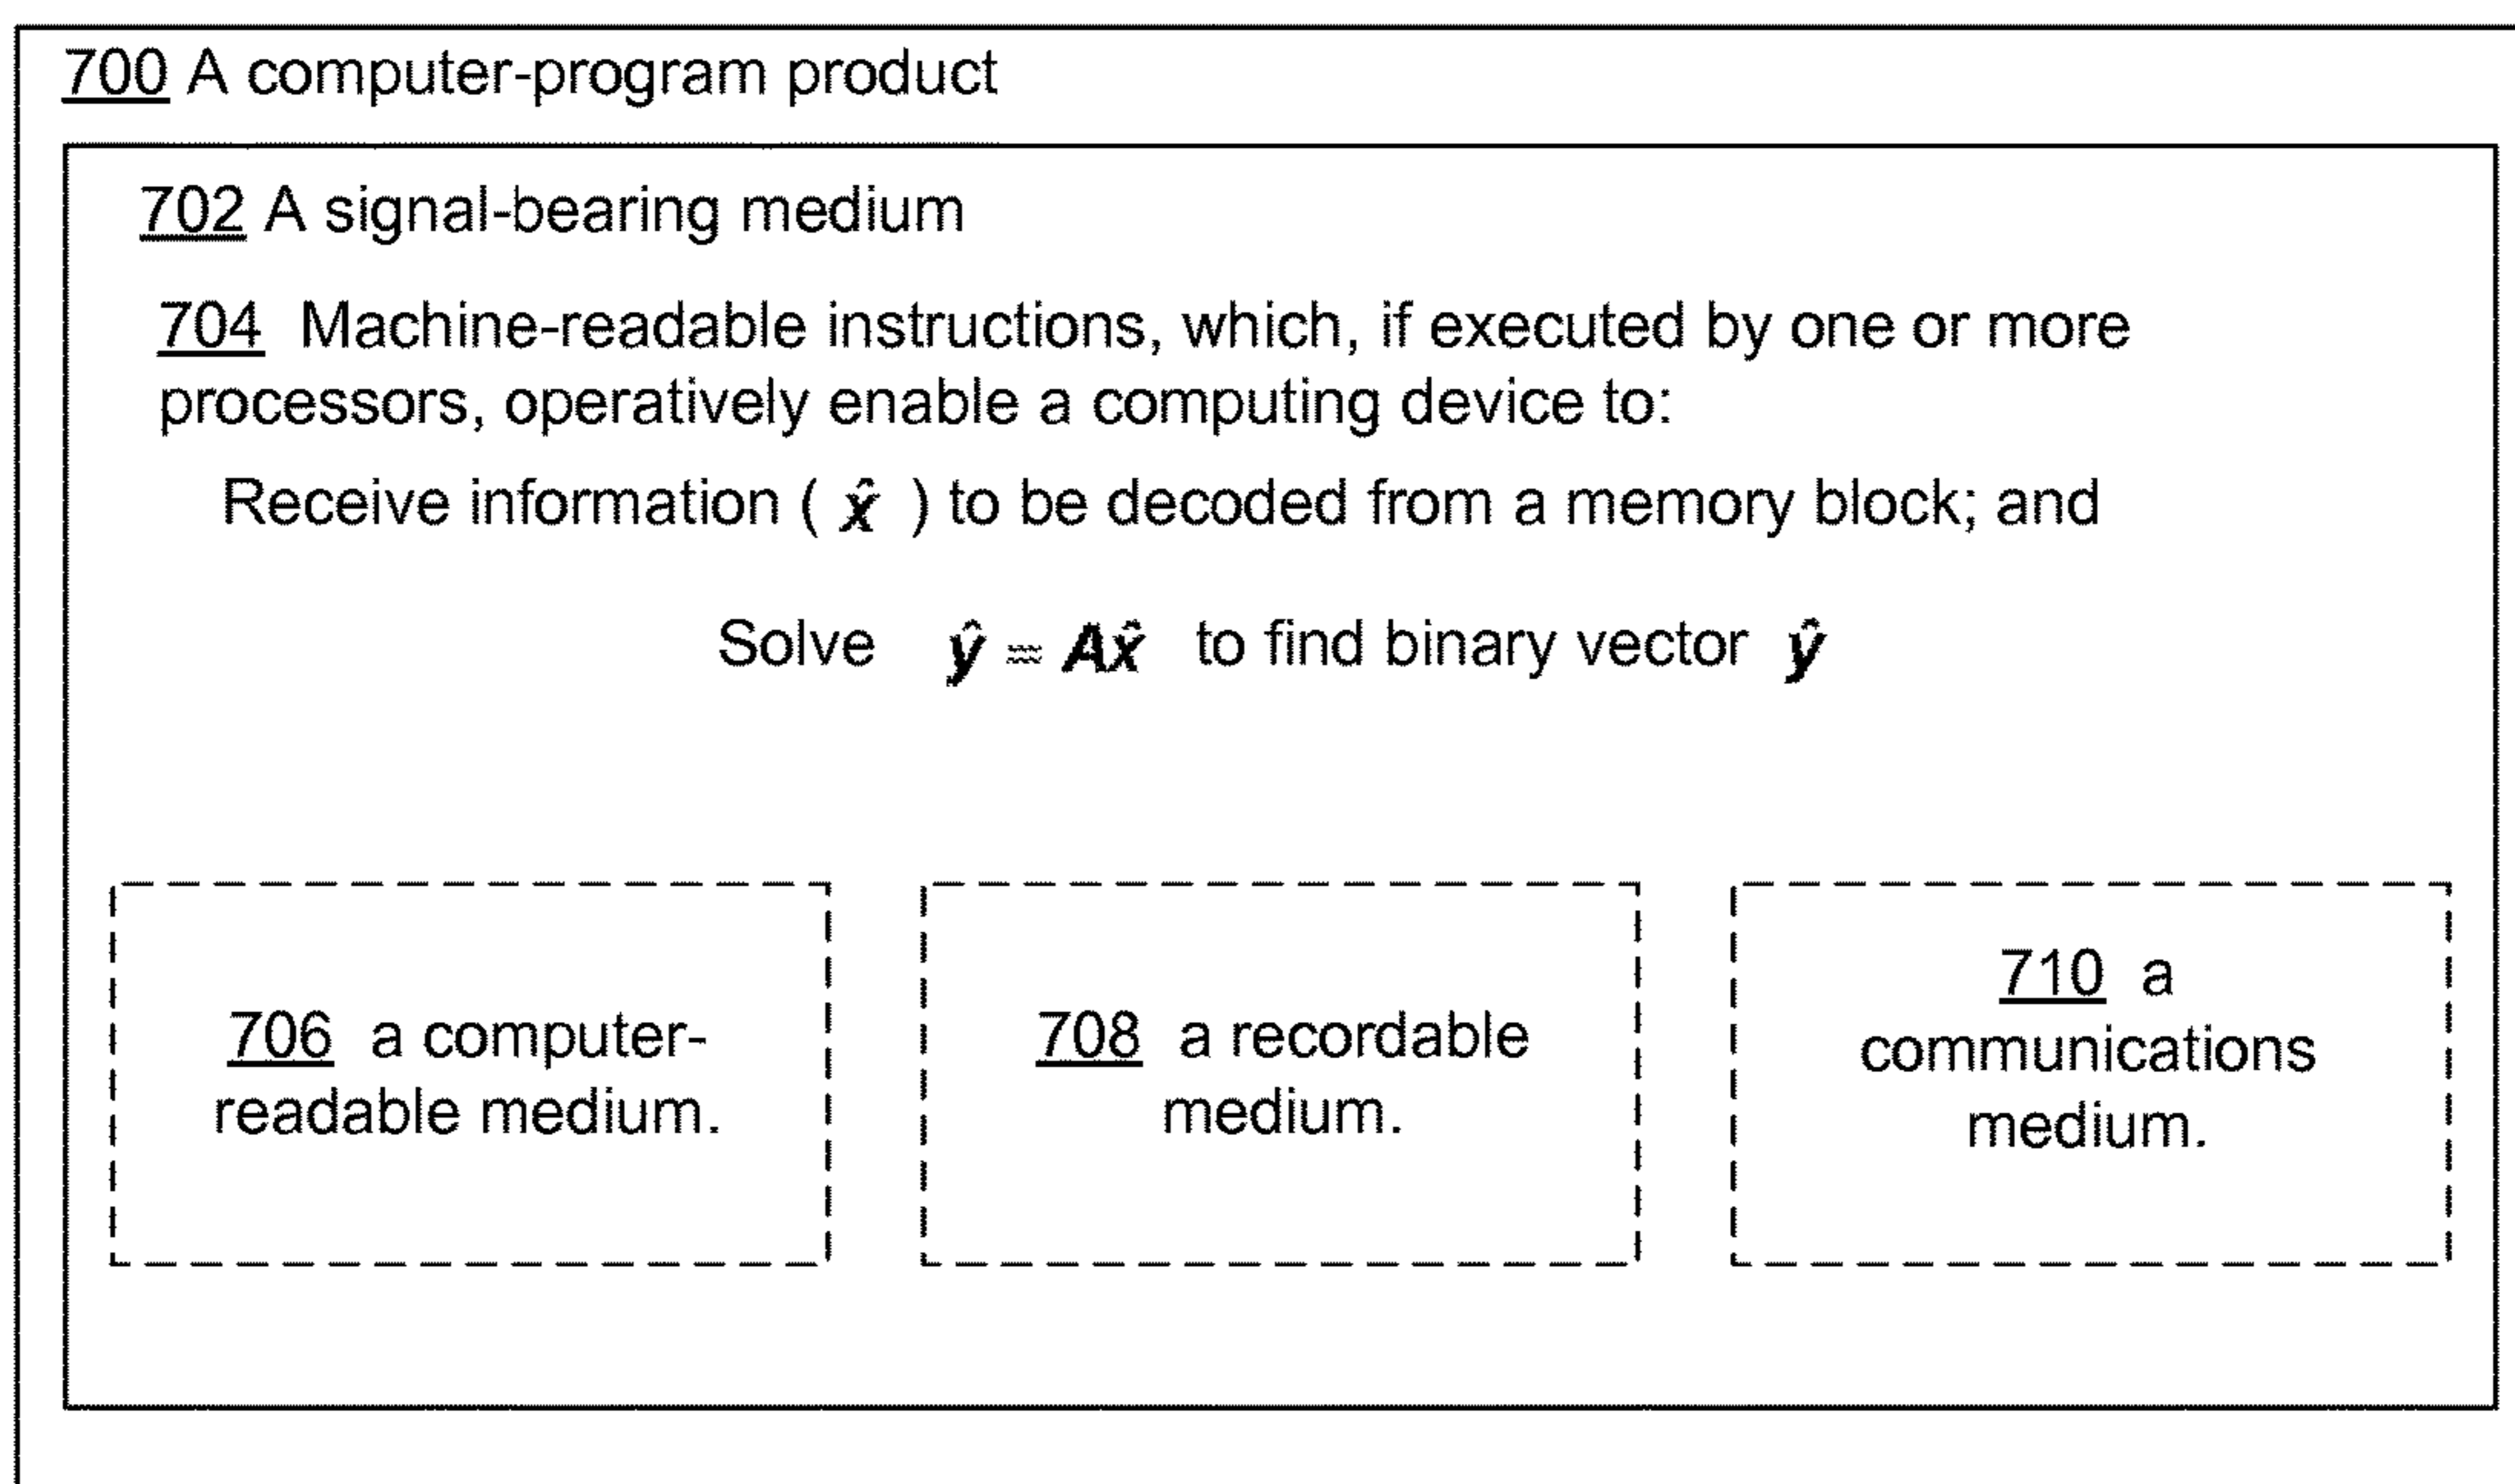 700 A computer-program product
702 A signal-bearing medium
704 Machine-readable instructions, which, if executed by one or more
processors, operatively enable a computing device to:
Receive information ( x̂ ) to be decoded from a memory block; and
Solve ŷ = Ax̂ to find binary vector ŷ
706 a computer-
readable medium.
708 a recordable
medium.
710 a
communications
medium.